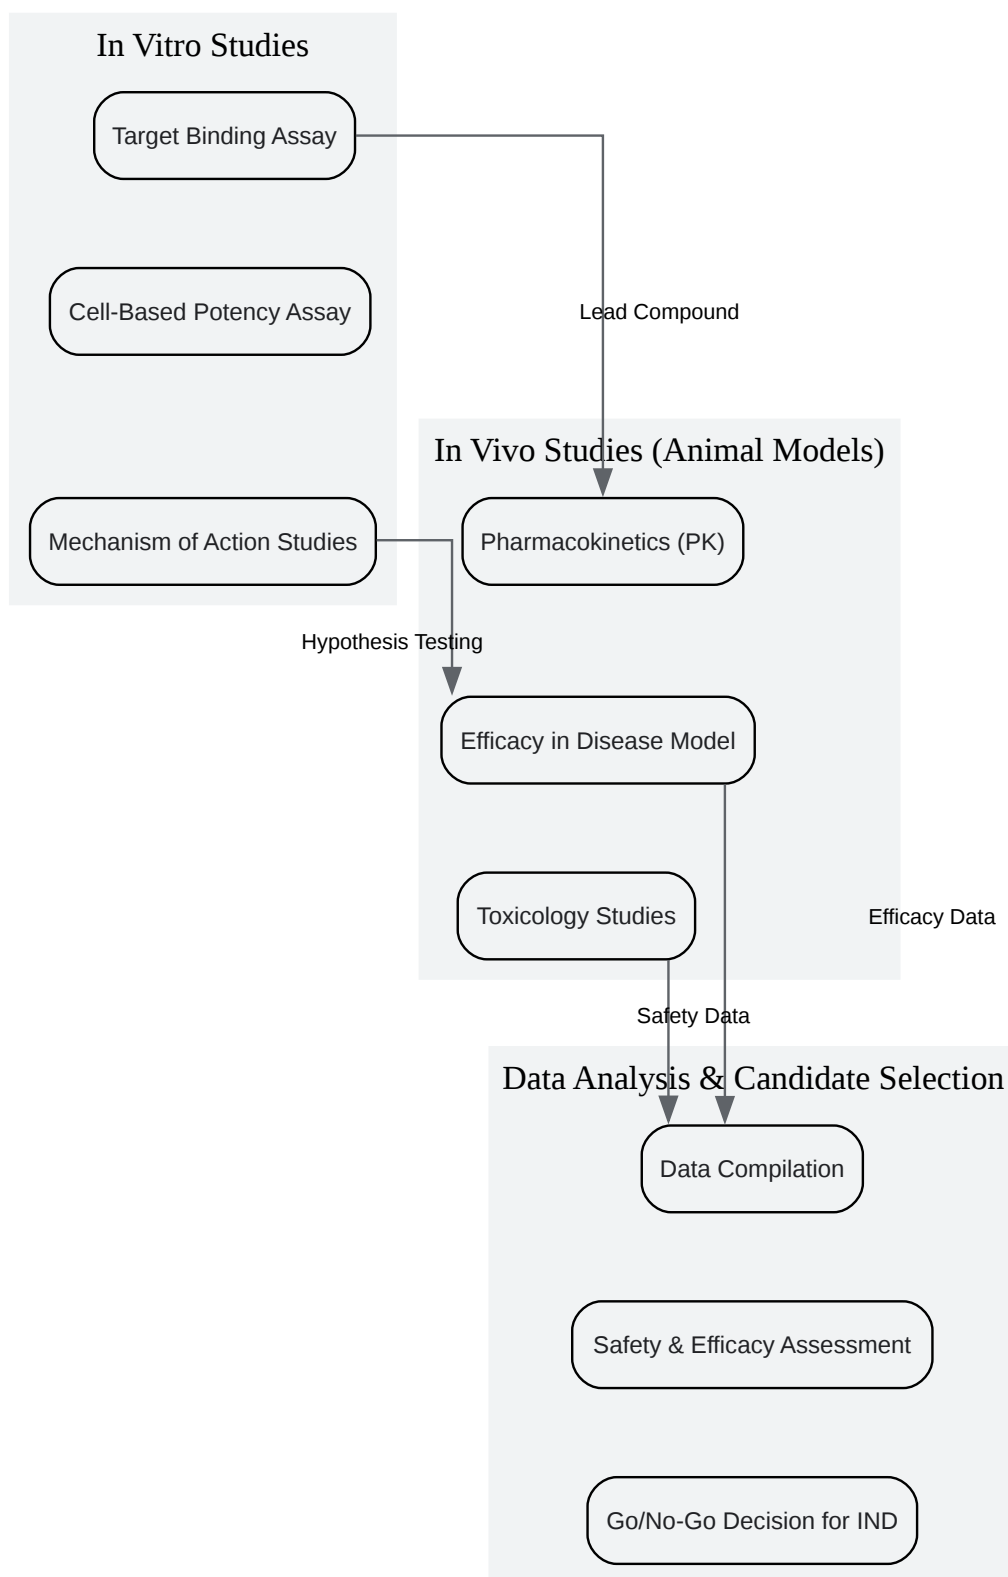 In Vitro Studies
Target Binding Assay
Cell-Based Potency Assay
Lead Compound
In Vivo Studies (Animal Models)
Mechanism of Action Studies
Pharmacokinetics (PK)
Hypothesis Testing
Efficacy in Disease Model
Toxicology Studies
Efficacy Data
Safety Data
Data Analysis & Candidate Selection
Data Compilation
Safety & Efficacy Assessment
Go/No-Go Decision for IND